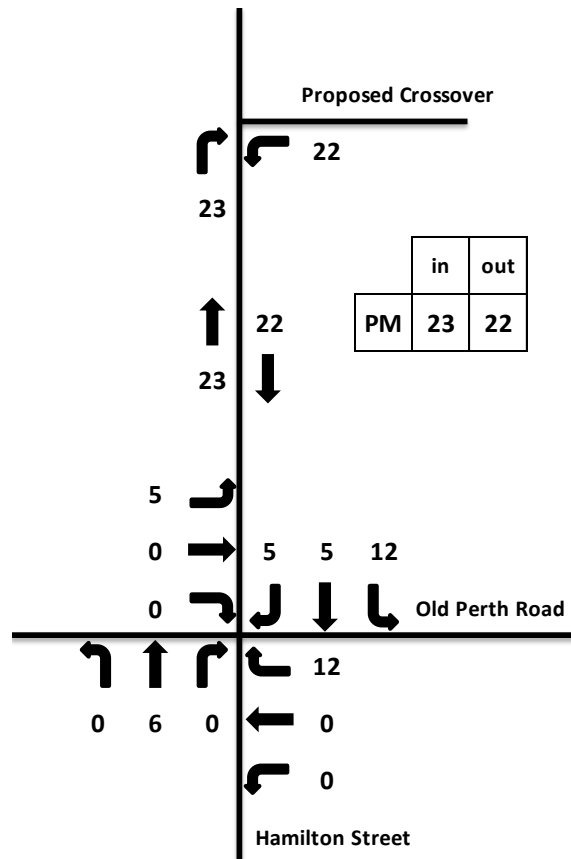 Proposed Crossover
22
23
in out
PM 23 22
22
23
5
0 5 5 12
0 Old Perth Road
12
0 6 0 0
0
Hamilton Street